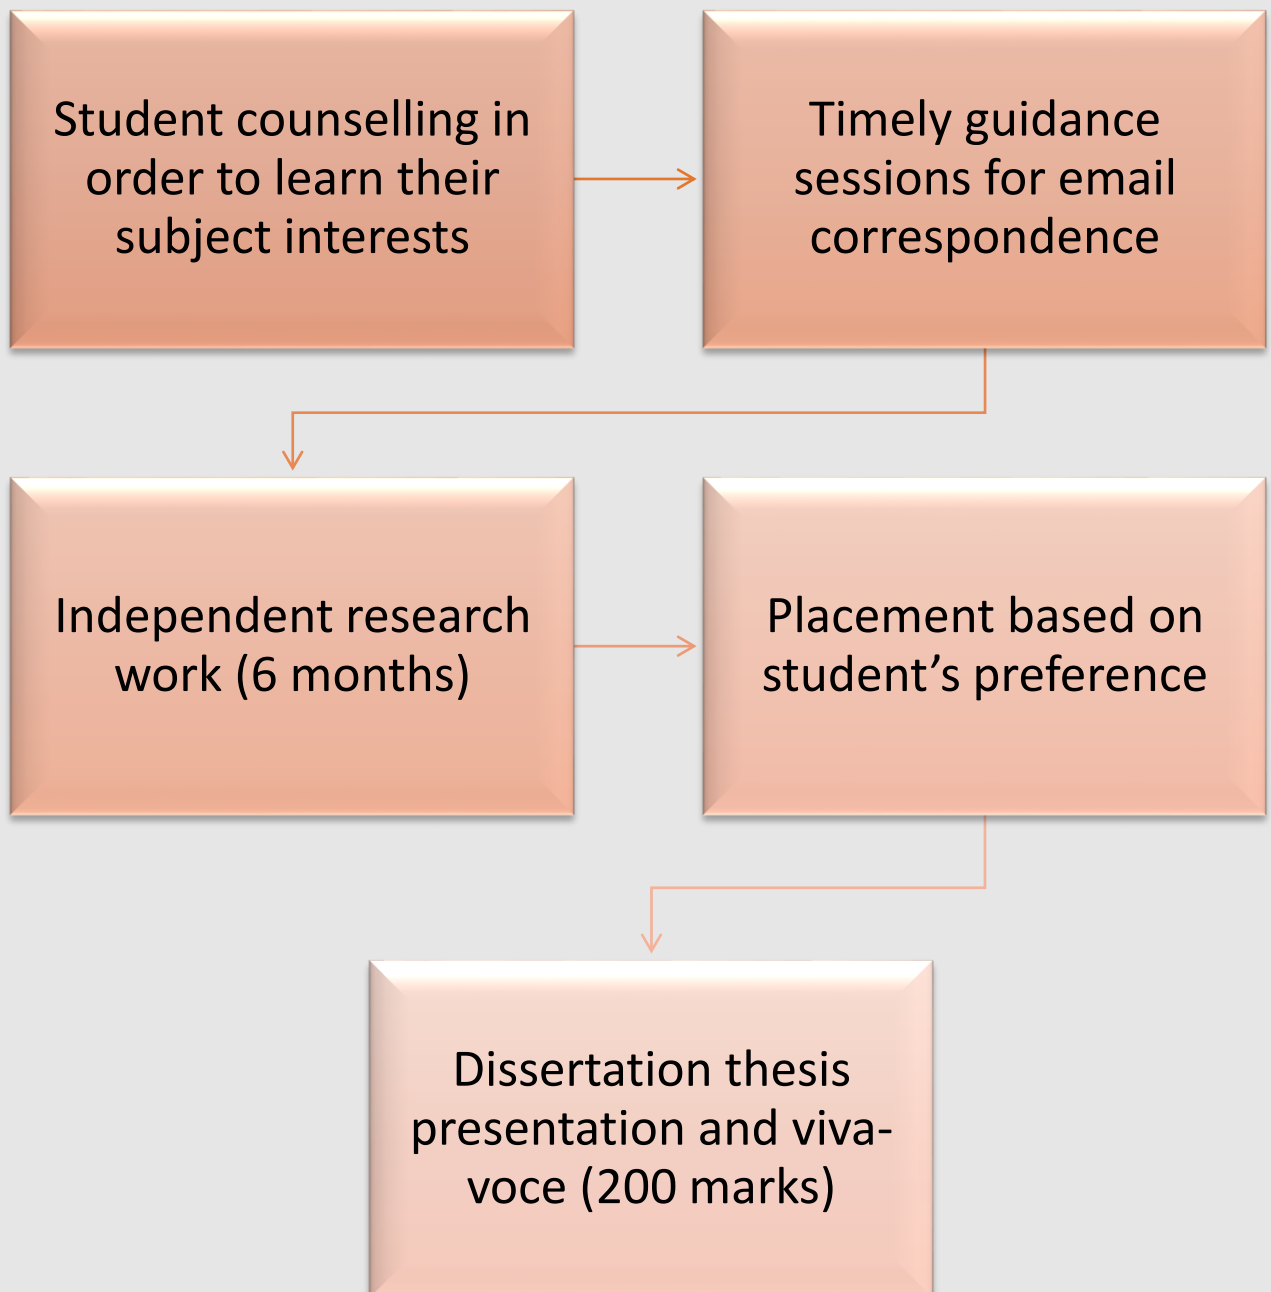 Student counselling in
order to learn their
subject interests
Timely guidance
sessions for email
correspondence
Independent research
work (6 months)
Placement based on
student’s preference
Dissertation thesis
presentation and viva-
voce (200 marks)